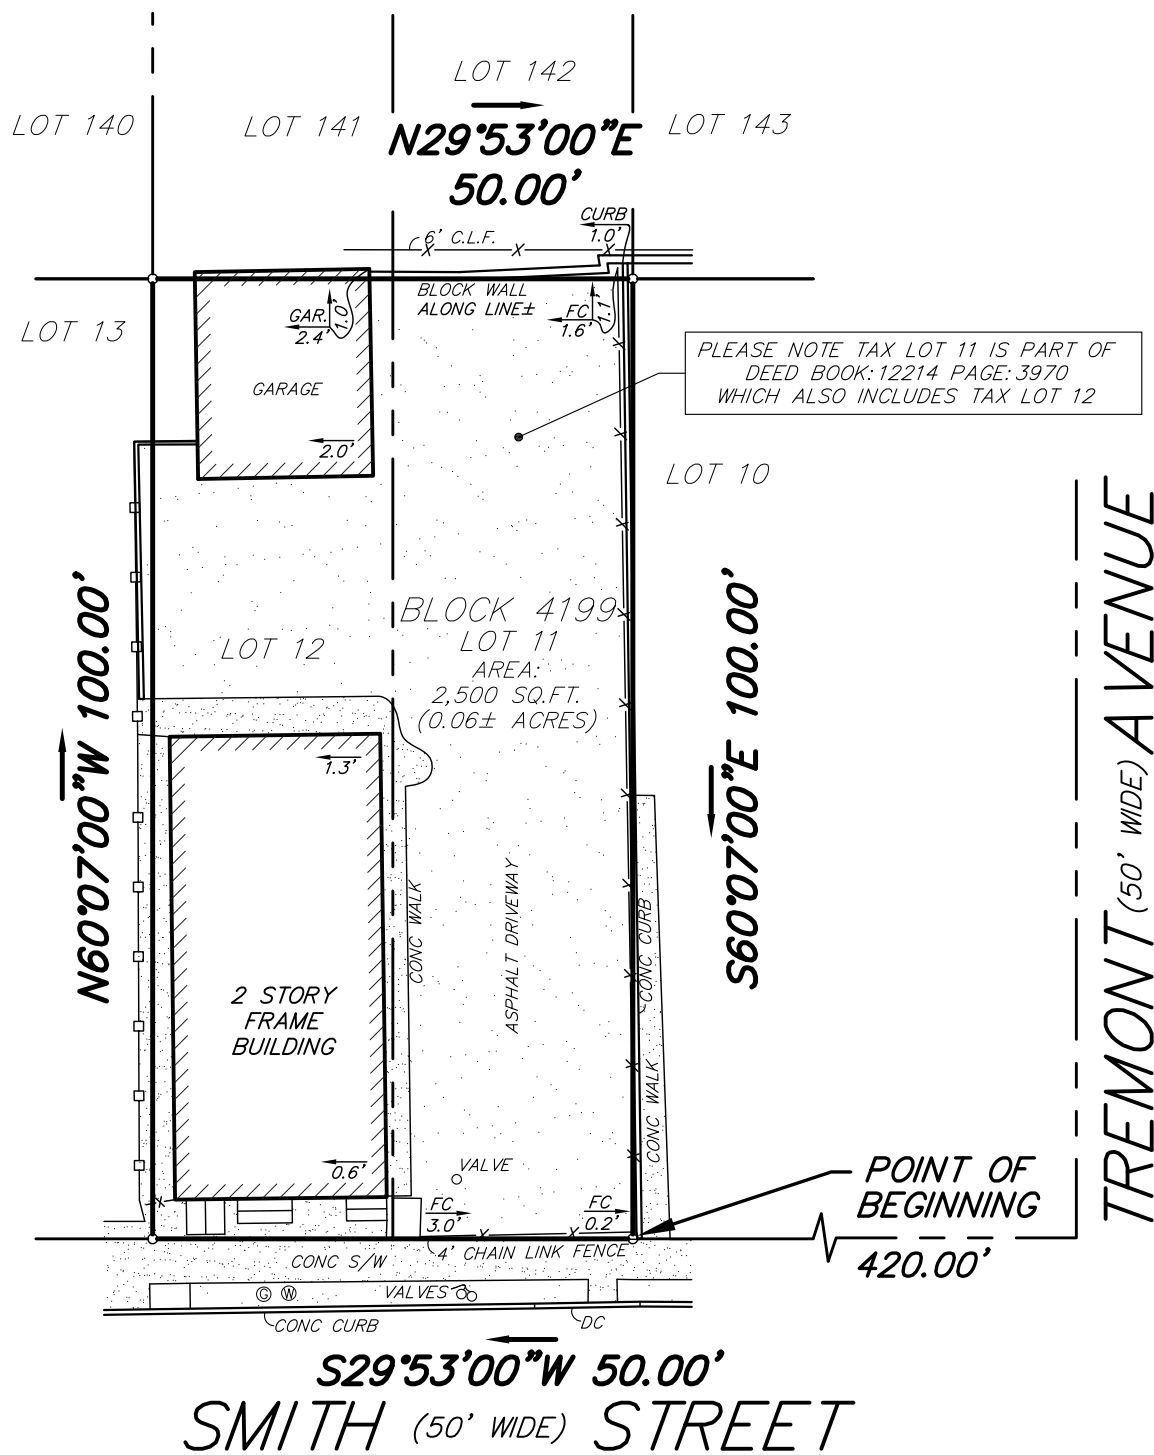 LOT 142
LOT 140
LOT 141
LOT 143
N29°53'00"E
50.00'
CURB
1.0'
6' C.L.F.
BLOCK WALL
ALONG LINE±
GAR.
2.4'
1.0'
FC
1.6'
1.1'
LOT 13
GARAGE
2.0'
PLEASE NOTE TAX LOT 11 IS PART OF
DEED BOOK: 12214 PAGE: 3970
WHICH ALSO INCLUDES TAX LOT 12
LOT 10
BLOCK 4199
LOT 11
AREA:
2,500 SQ.FT.
(0.06± ACRES)
LOT 12
N60°07'00"W 100.00'
S60°07'00"E 100.00'
TREMONT (50' WIDE) AVENUE
1.3'
CONC WALK
ASPHALT DRIVEWAY
CONC CURB
CONC WALK
2 STORY
FRAME
BUILDING
0.6'
VALVE
FC
3.0'
FC
0.2'
POINT OF
BEGINNING
420.00'
4' CHAIN LINK FENCE
CONC S/W
G W
VALVES
CONC CURB
DC
S29°53'00"W 50.00'
SMITH (50' WIDE) STREET